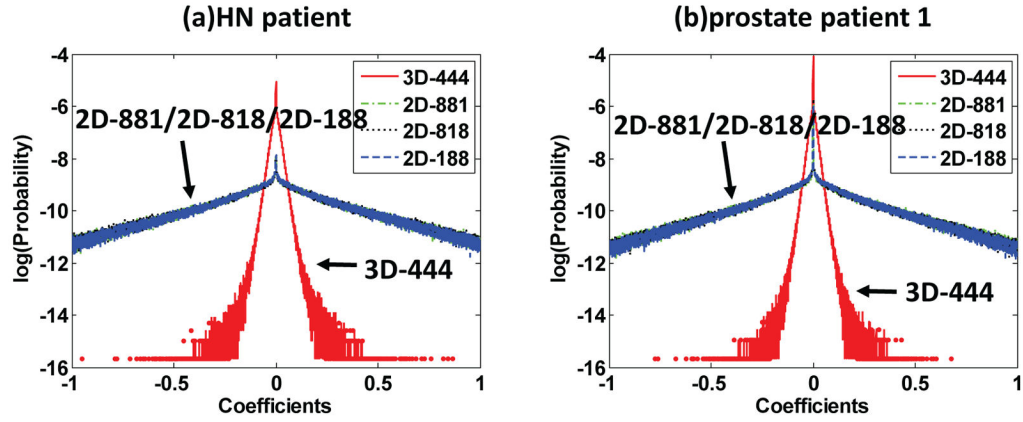 (a)HN patient
-4
-6
-8
-10
-12
-14
-16
log(Probability)
3D-444
2D-881
2D-818
2D-188
2D-881/2D-818/2D-188
3D-444
-1
-0.5
0
0.5
1
Coefficients
(b)prostate patient 1
-4
-6
-8
-10
-12
-14
-16
log(Probability)
3D-444
2D-881
2D-818
2D-188
2D-881/2D-818/2D-188
3D-444
-1
-0.5
0
0.5
1
Coefficients